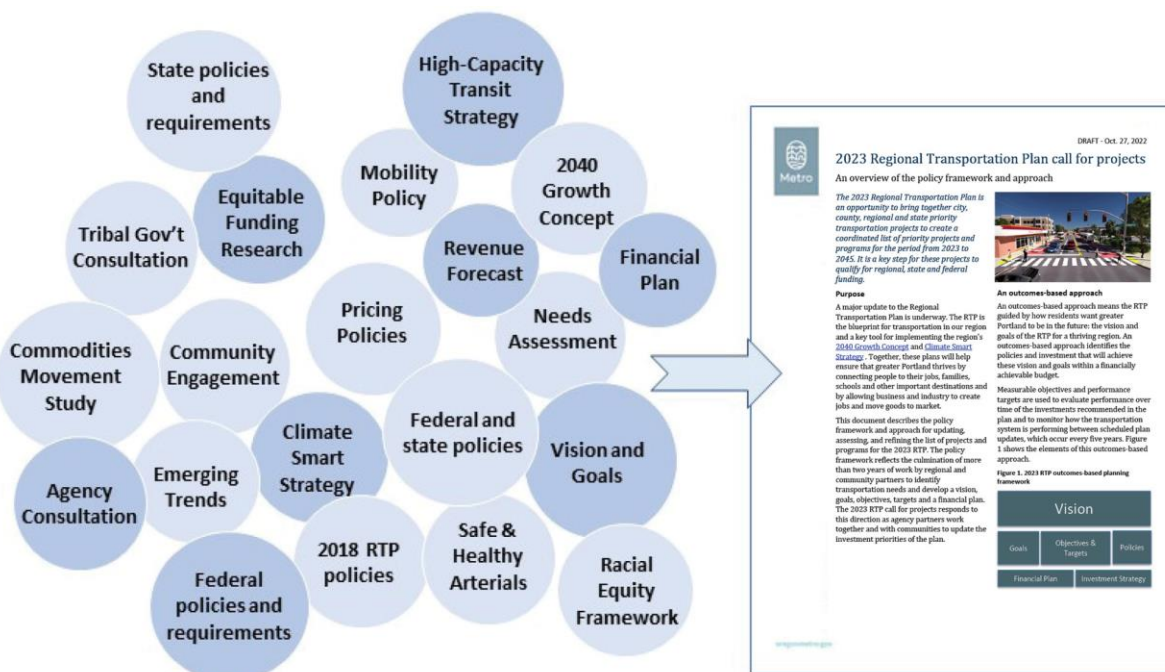 State policies
and
requirements
High-Capacity
Transit
Strategy
Mobility
Policy
2040
Growth
Concept
Equitable
Funding
Research
Tribal Gov't
Consultation
Revenue
Forecast
Financial
Plan
Pricing
Policies
Needs
Assessment
Commodities
Movement
Study
Community
Engagement
Federal and
state policies
Climate
Smart
Strategy
Vision and
Goals
Emerging
Trends
Agency
Consultation
2018 RTP
policies
Safe &
Healthy
Arterials
Racial
Equity
Framework
Federal
policies and
requirements
Metro
DRAFT - Oct. 27, 2022
2023 Regional Transportation Plan call for projects
An overview of the policy framework and approach
The 2023 Regional Transportation Plan is
an opportunity to bring together city,
county, regional and state priority
transportation projects to create a
coordinated list of priority projects and
programs for the period from 2023 to
2045. It is a key step for these projects to
qualify for regional, state and federal
funding.
Purpose
A major update to the Regional
Transportation Plan is underway. The RTP is
the blueprint for transportation in our region
and a key tool for implementing the region's
2040 Growth Concept and Climate Smart
Strategy . Together, these plans will help
ensure that greater Portland thrives by
connecting people to their jobs, families,
schools and other important destinations and
by allowing business and industry to create
jobs and move goods to market.
This document describes the policy
framework and approach for updating,
assessing, and refining the list of projects and
programs for the 2023 RTP. The policy
framework reflects the culmination of more
than two years of work by regional and
community partners to identify
transportation needs and develop a vision,
goals, objectives, targets and a financial plan.
The 2023 RTP call for projects responds to
this direction as agency partners work
together and with communities to update the
investment priorities of the plan.
An outcomes-based approach
An outcomes-based approach means the RTP
guided by how residents want greater
Portland to be in the future: the vision and
goals of the RTP for a thriving region. An
outcomes-based approach identifies the
policies and investment that will achieve
these vision and goals within a financially
achievable budget.
Measurable objectives and performance
targets are used to evaluate performance over
time of the investments recommended in the
plan and to monitor how the transportation
system is performing between scheduled plan
updates, which occur every five years. Figure
1 shows the elements of this outcomes-based
approach.
Figure 1. 2023 RTP outcomes-based planning
framework
Vision
Goals
Objectives &
Targets
Policies
Financial Plan
Investment Strategy
oregonmetro.gov